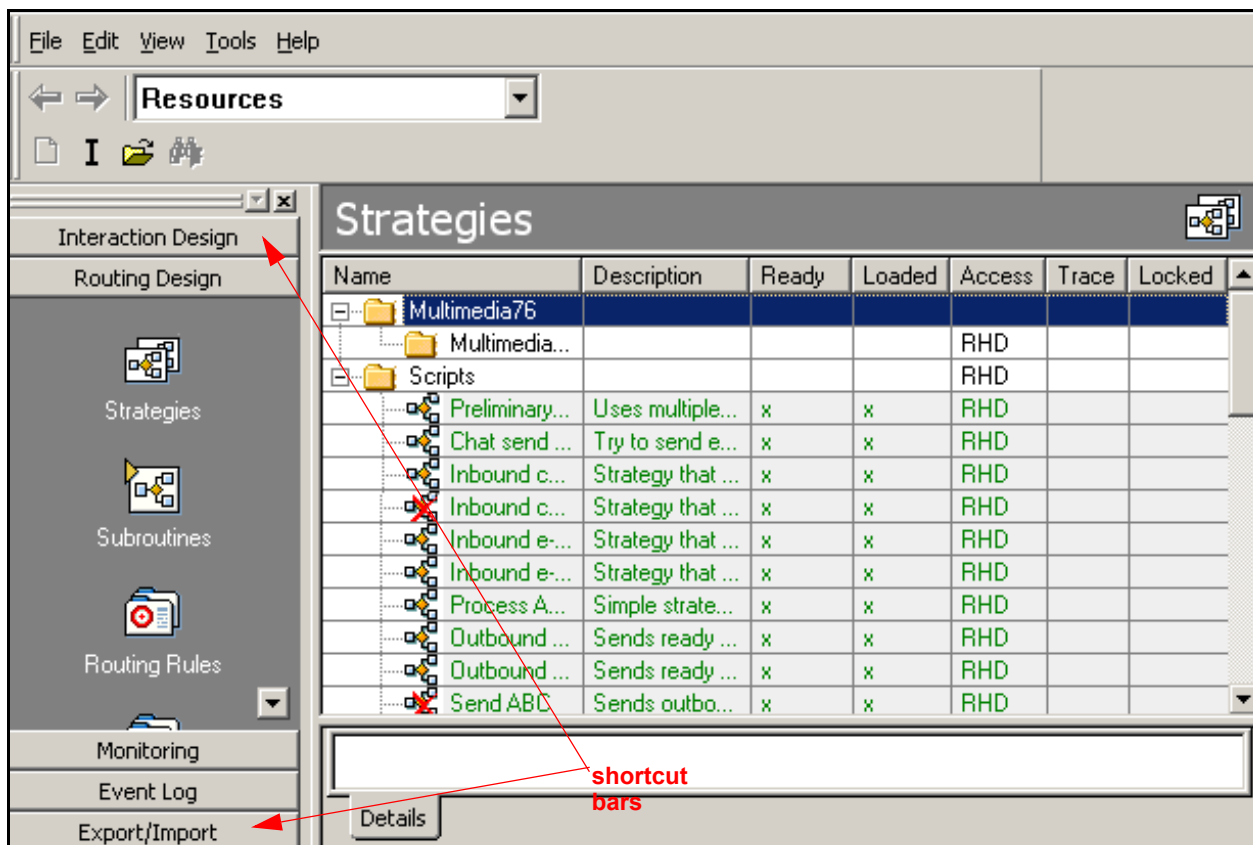 File Edit View Tools Help
Resources
I
Interaction Design
Routing Design
Strategies
Subroutines
Routing Rules
Monitoring
Event Log
Export/Import
Strategies
Name Description Ready Loaded Access Trace Locked
Multimedia76
Multimedia... RHD
Scripts RHD
Preliminary... Uses multiple... x x RHD
Chat send ... Try to send e... x x RHD
Inbound c... Strategy that ... x x RHD
Inbound c... Strategy that ... x x RHD
Inbound e-... Strategy that ... x x RHD
Inbound e-... Strategy that ... x x RHD
Process A... Simple strate... x x RHD
Outbound ... Sends ready ... x x RHD
Outbound ... Sends ready ... x x RHD
Send ABC Sends outbo... x x RHD
shortcut
bars
Details